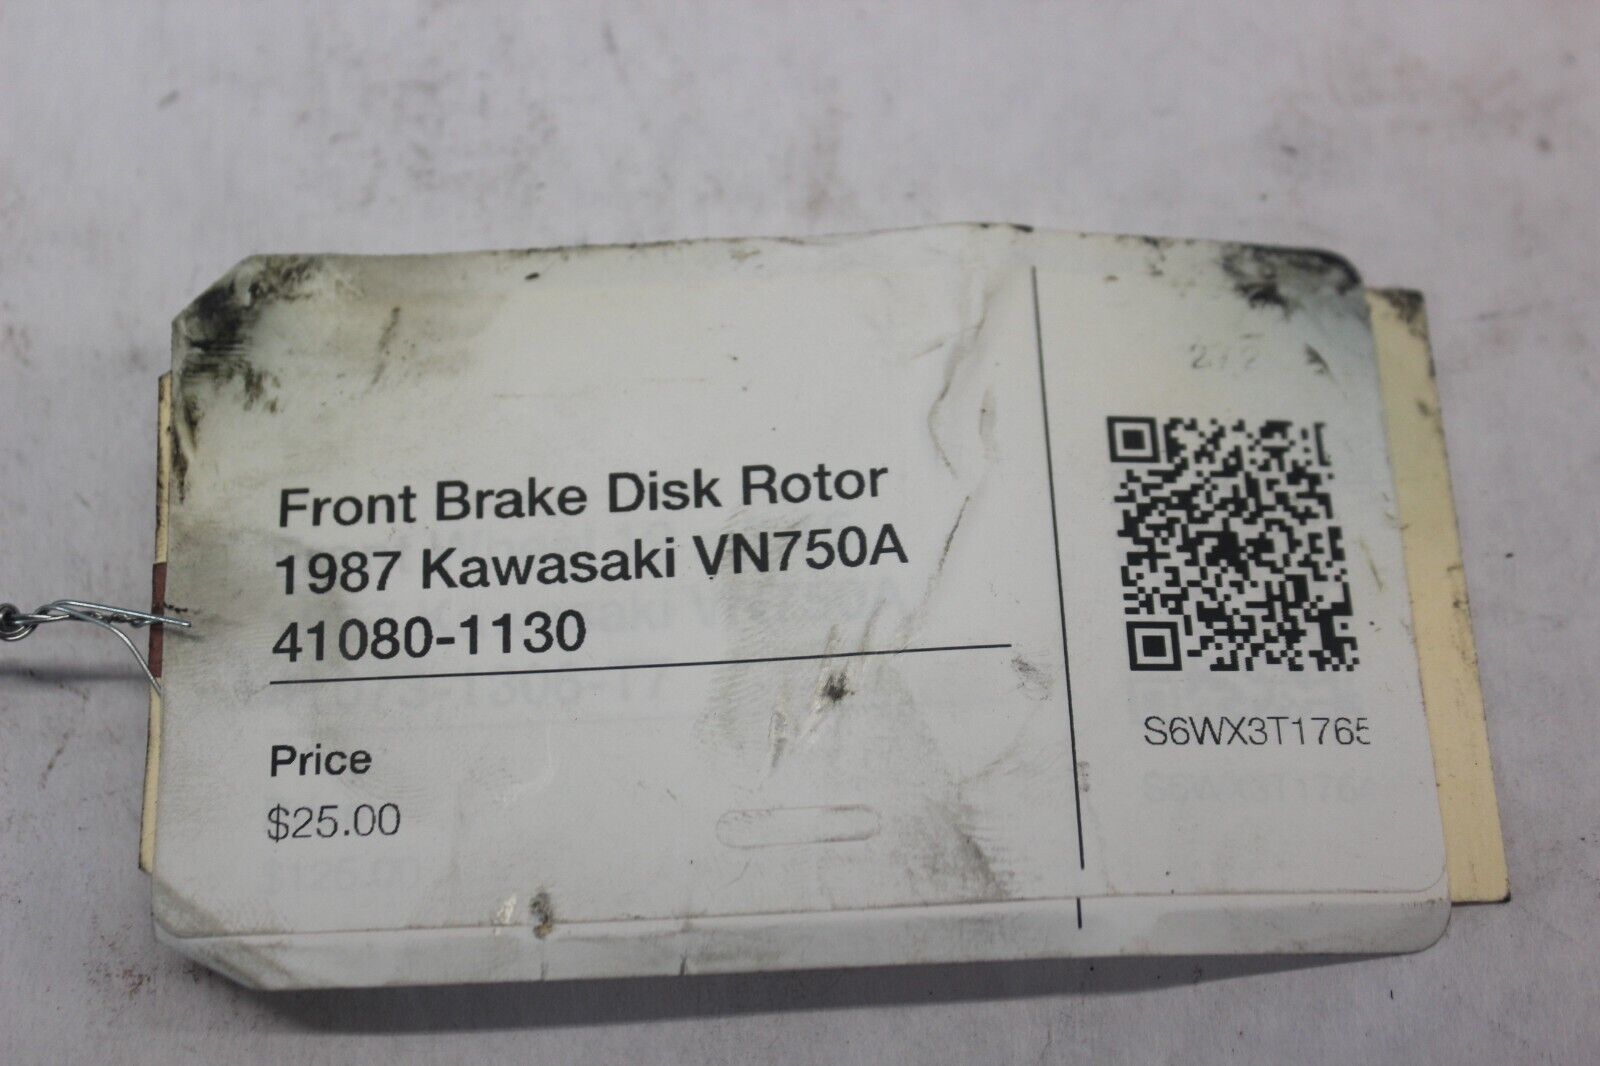 Front Brake Disk Rotor
1987 Kawasaki VN750A
41080-1130
Price
$25.00
S6WX3T1765